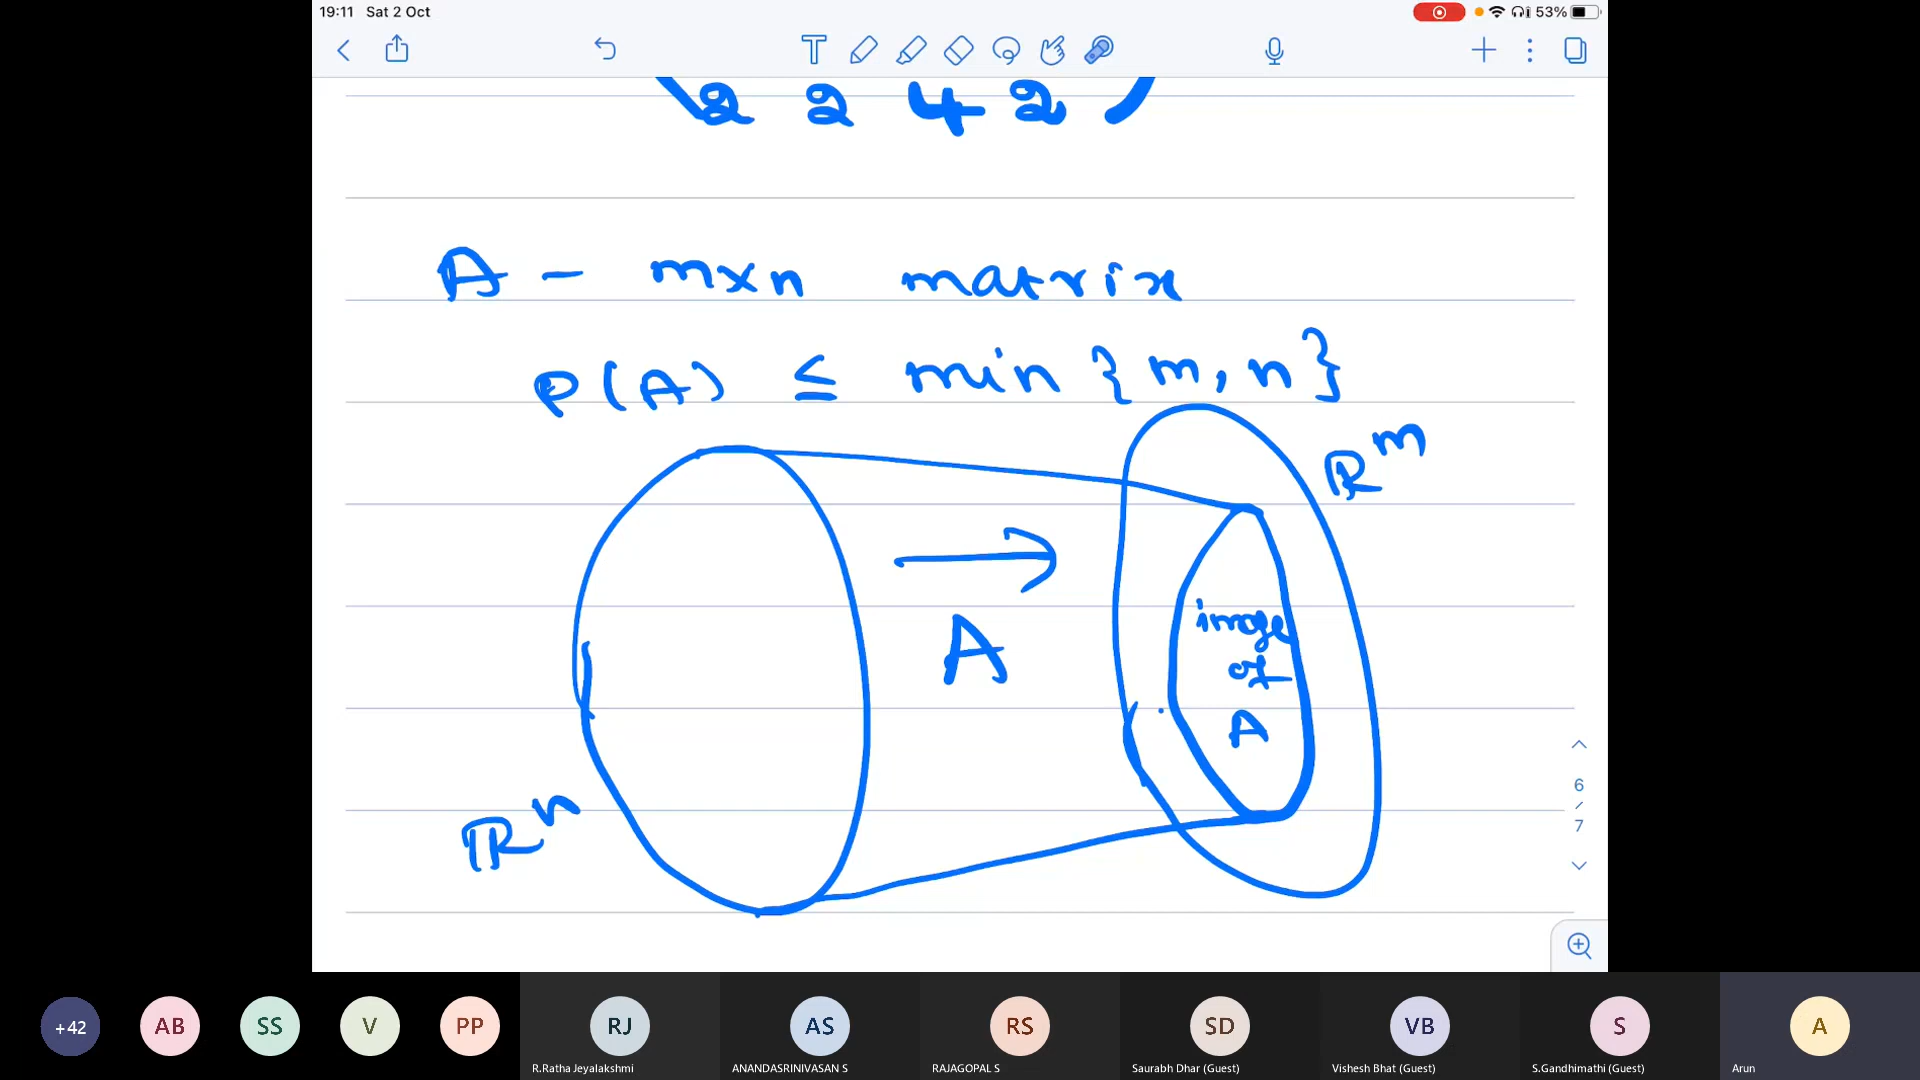 19:11 Sat 2 Oct
53%
2 2 4 2
A - m×n matrix
ρ(A) ≤ min {m, n}
ℝᵐ
A
image
of
A
ℝⁿ
6
/
7
+42 AB SS V PP RJ AS RS SD VB S A
R.Ratha Jeyalakshmi ANANDASRINIVASAN S RAJAGOPAL S Saurabh Dhar (Guest) Vishesh Bhat (Guest) S.Gandhimathi (Guest) Arun